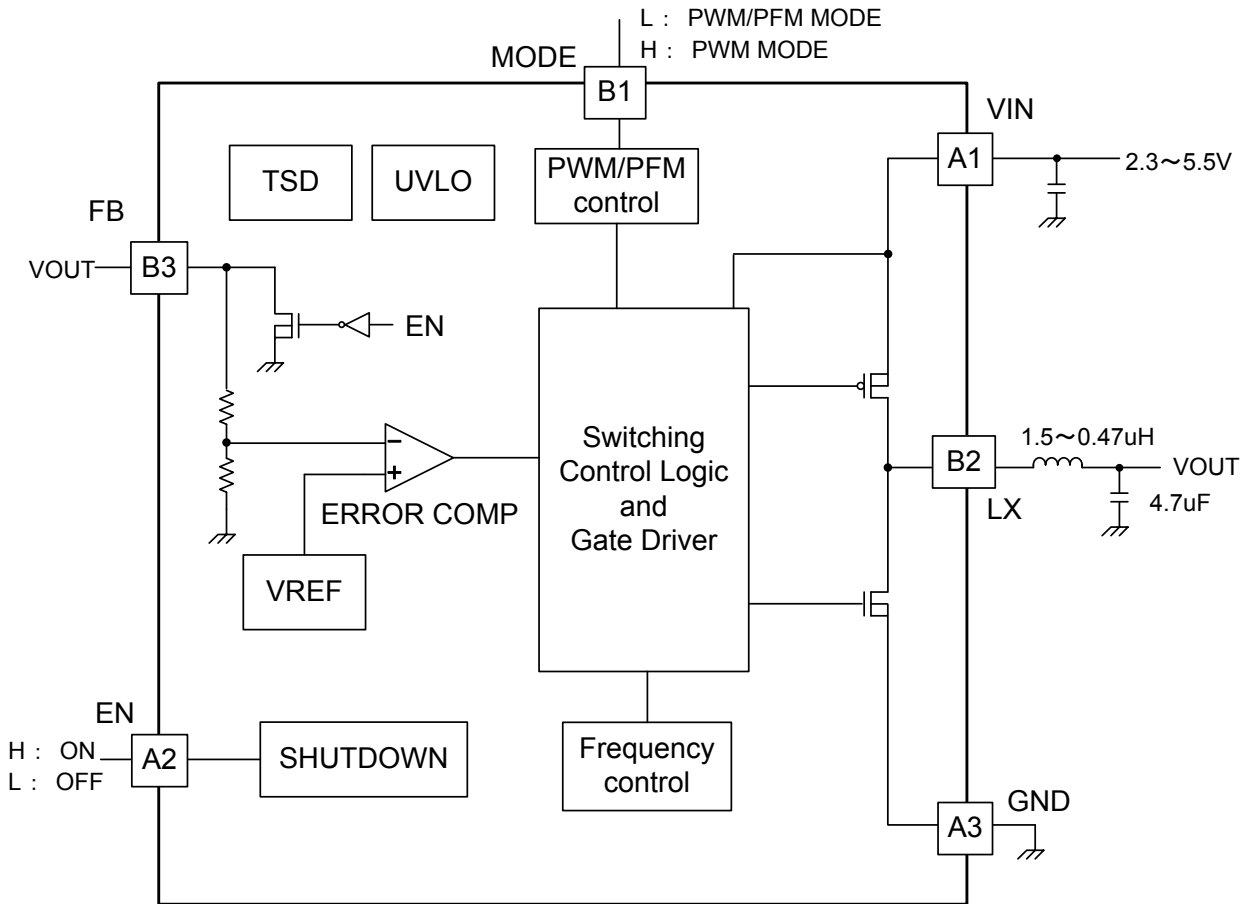 L : PWM/PFM MODE
H : PWM MODE
MODE
B1
VIN
A1
2.3～5.5V
TSD
UVLO
PWM/PFM
control
FB
VOUT
B3
EN
1.5～0.47uH
B2
VOUT
LX
4.7uF
Switching
Control Logic
and
Gate Driver
−
+
ERROR COMP
VREF
EN
H : ON
L : OFF
A2
SHUTDOWN
Frequency
control
GND
A3